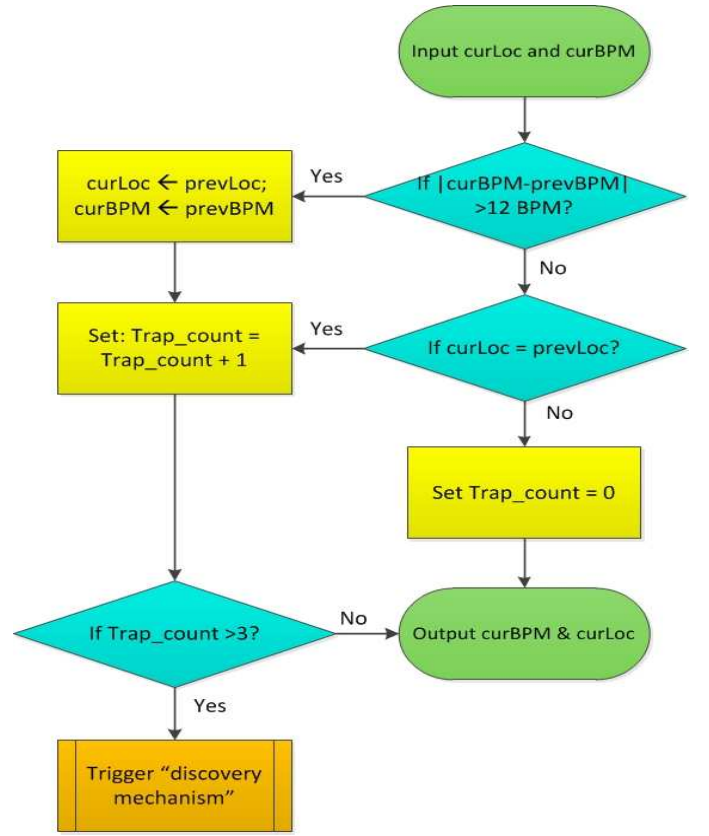 Input curLoc and curBPM
If |curBPM-prevBPM|
>12 BPM?
Yes
curLoc ← prevLoc;
curBPM ← prevBPM
No
If curLoc = prevLoc?
Yes
Set: Trap_count =
Trap_count + 1
No
Set Trap_count = 0
If Trap_count >3?
No
Output curBPM & curLoc
Yes
Trigger “discovery
mechanism”